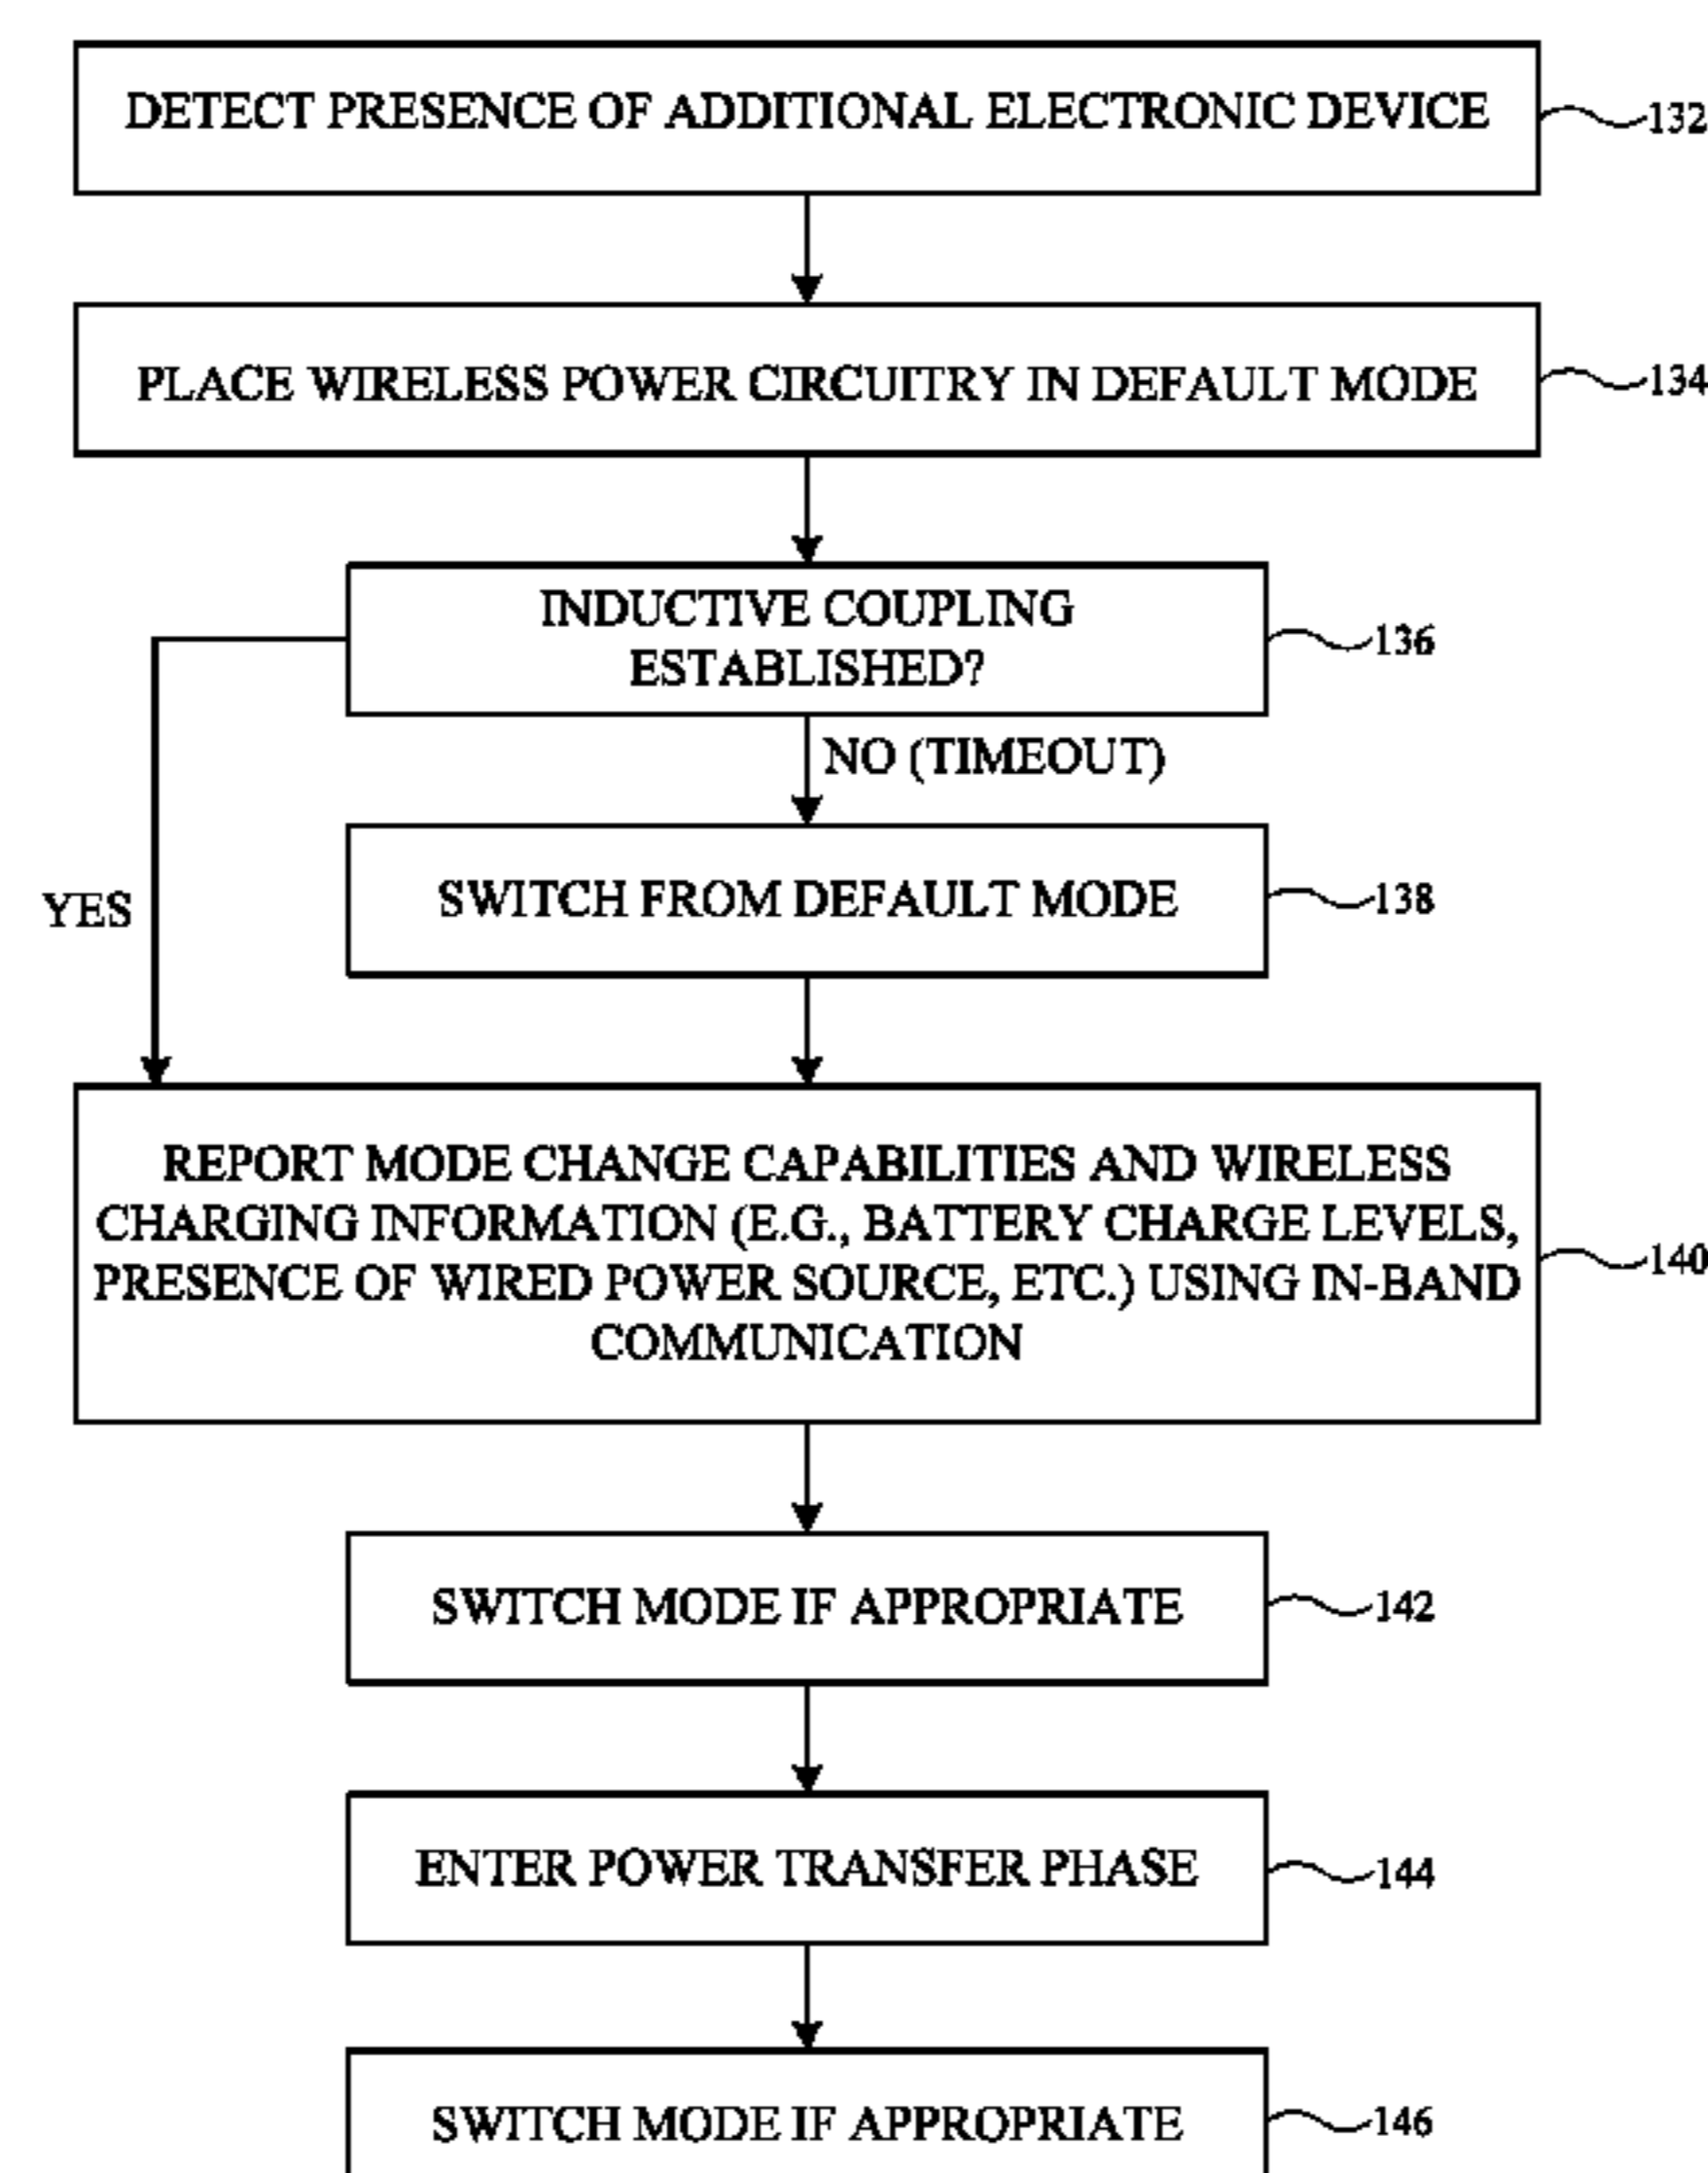 DETECT PRESENCE OF ADDITIONAL ELECTRONIC DEVICE
132
PLACE WIRELESS POWER CIRCUITRY IN DEFAULT MODE
134
INDUCTIVE COUPLING
ESTABLISHED?
136
NO (TIMEOUT)
YES
SWITCH FROM DEFAULT MODE
138
REPORT MODE CHANGE CAPABILITIES AND WIRELESS
CHARGING INFORMATION (E.G., BATTERY CHARGE LEVELS,
PRESENCE OF WIRED POWER SOURCE, ETC.) USING IN-BAND
COMMUNICATION
140
SWITCH MODE IF APPROPRIATE
142
ENTER POWER TRANSFER PHASE
144
SWITCH MODE IF APPROPRIATE
146